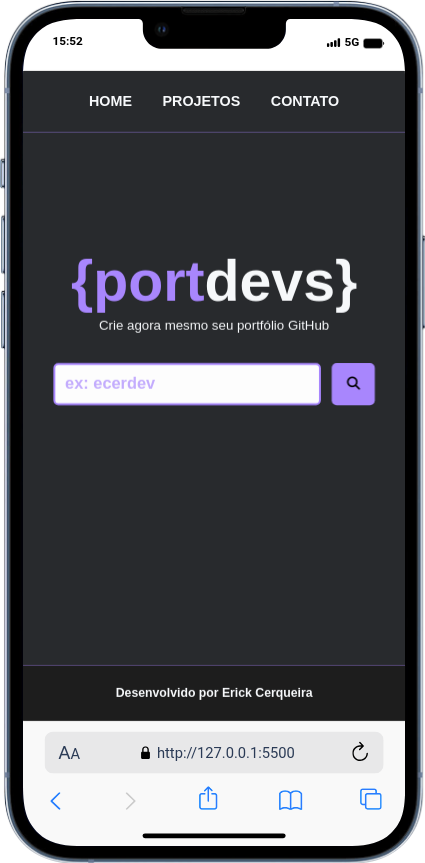 15:52 5G
HOME PROJETOS CONTATO
{portdevs}
Crie agora mesmo seu portfólio GitHub
ex: ecerdev
Desenvolvido por Erick Cerqueira
AA http://127.0.0.1:5500